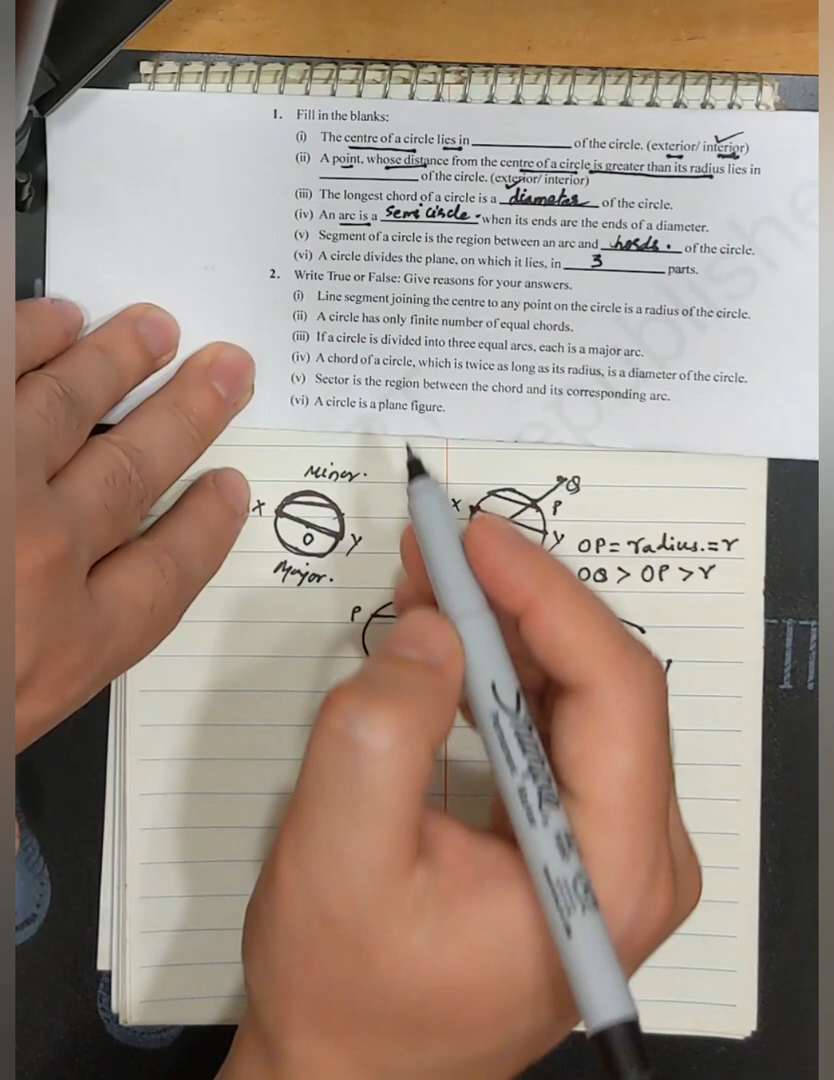 1. Fill in the blanks:
(i) The centre of a circle lies in __________ of the circle. (exterior/ interior)
(ii) A point, whose distance from the centre of a circle is greater than its radius lies in
__________ of the circle. (exterior/ interior)
(iii) The longest chord of a circle is a diameter of the circle.
(iv) An arc is a semi circle when its ends are the ends of a diameter.
(v) Segment of a circle is the region between an arc and hords. of the circle.
(vi) A circle divides the plane, on which it lies, in 3 parts.
2. Write True or False: Give reasons for your answers.
(i) Line segment joining the centre to any point on the circle is a radius of the circle.
(ii) A circle has only finite number of equal chords.
(iii) If a circle is divided into three equal arcs, each is a major arc.
(iv) A chord of a circle, which is twice as long as its radius, is a diameter of the circle.
(v) Sector is the region between the chord and its corresponding arc.
(vi) A circle is a plane figure.
Minor.
X
O
Y
Major.
Q
X
P
Y
OP = radius. = r
OQ > OP > r
P